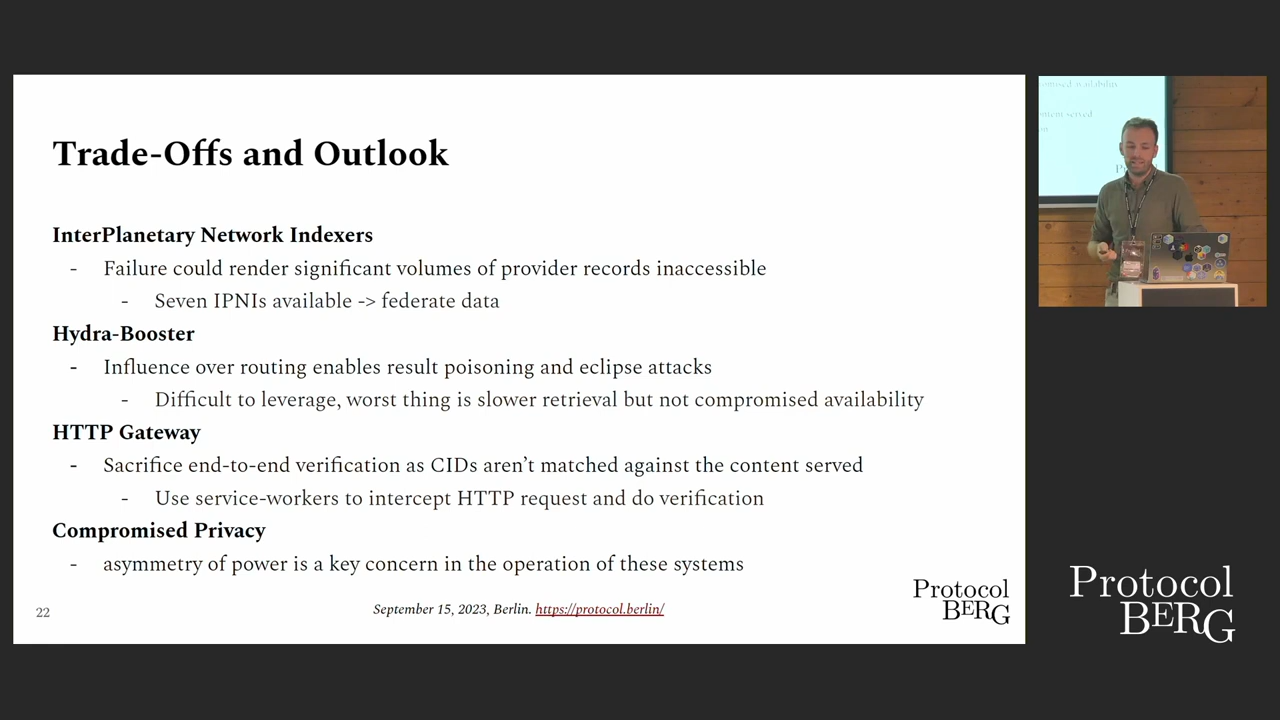 Trade-Offs and Outlook
InterPlanetary Network Indexers
- Failure could render significant volumes of provider records inaccessible
- Seven IPNIs available -> federate data
Hydra-Booster
- Influence over routing enables result poisoning and eclipse attacks
- Difficult to leverage, worst thing is slower retrieval but not compromised availability
HTTP Gateway
- Sacrifice end-to-end verification as CIDs aren't matched against the content served
- Use service-workers to intercept HTTP request and do verification
Compromised Privacy
- asymmetry of power is a key concern in the operation of these systems
22
September 15, 2023, Berlin. https://protocol.berlin/
Protocol
BERG
availability
served
Protocol
BERG